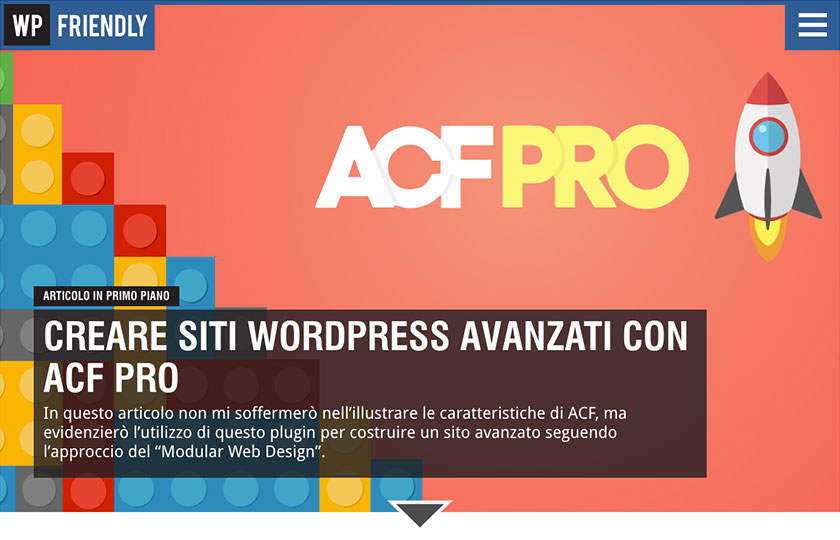 WP FRIENDLY
ACF PRO
ARTICOLO IN PRIMO PIANO
CREARE SITI WORDPRESS AVANZATI CON
ACF PRO
In questo articolo non mi soffermerò nell’illustrare le caratteristiche di ACF, ma
evidenzierò l’utilizzo di questo plugin per costruire un sito avanzato seguendo
l’approccio del “Modular Web Design”.